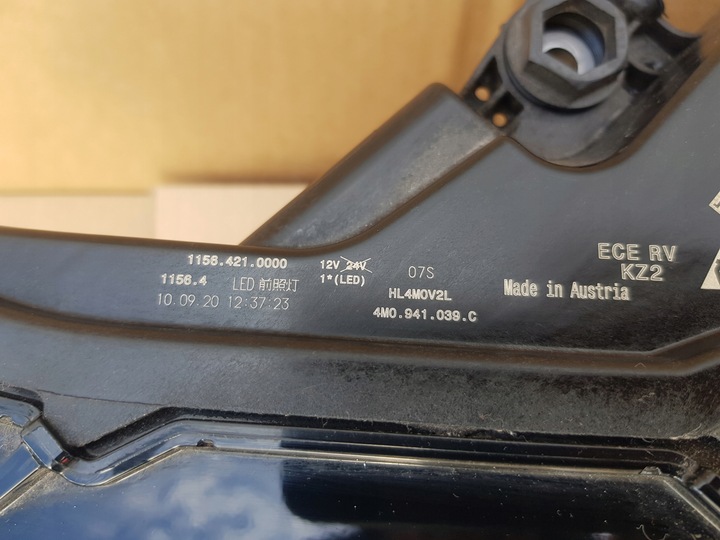 1156.421.0000
1156.4 LED 前照灯
10.09.20 12:37:23
12V 24V
1*(LED)
07S
HL4M0V2L
4M0.941.039.C
ECE RV
KZ2
Made in Austria